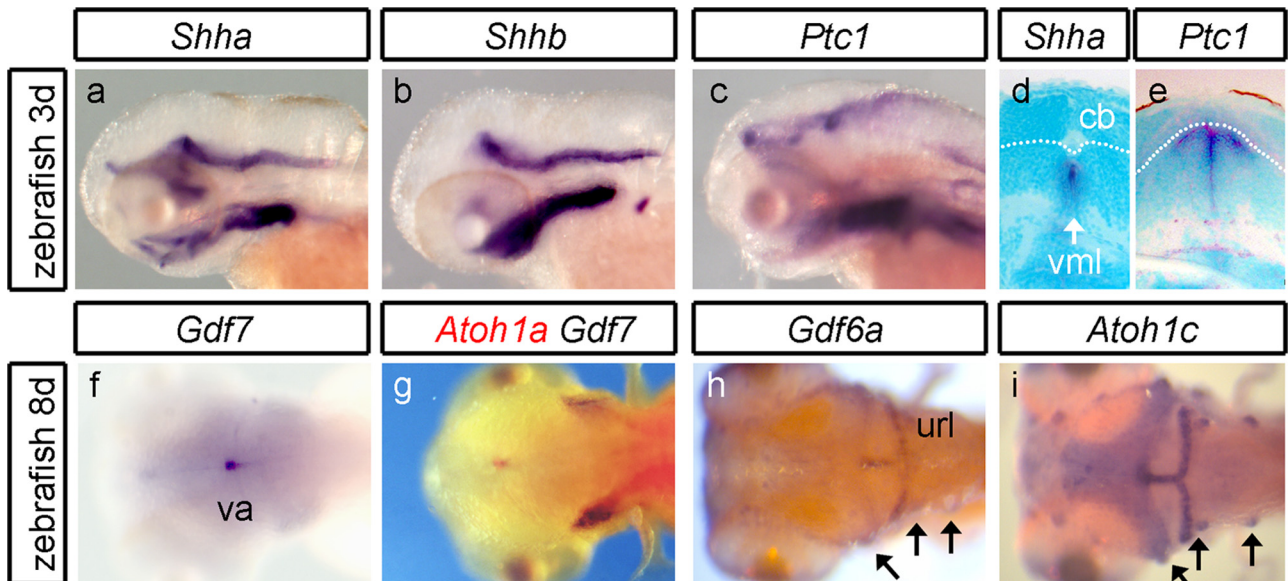 Shha
Shhb
Ptc1
Shha
Ptc1
zebrafish 3d
a
b
c
d
e
cb
vml
Gdf7
Atoh1a Gdf7
Gdf6a
Atoh1c
zebrafish 8d
f
g
h
i
va
url